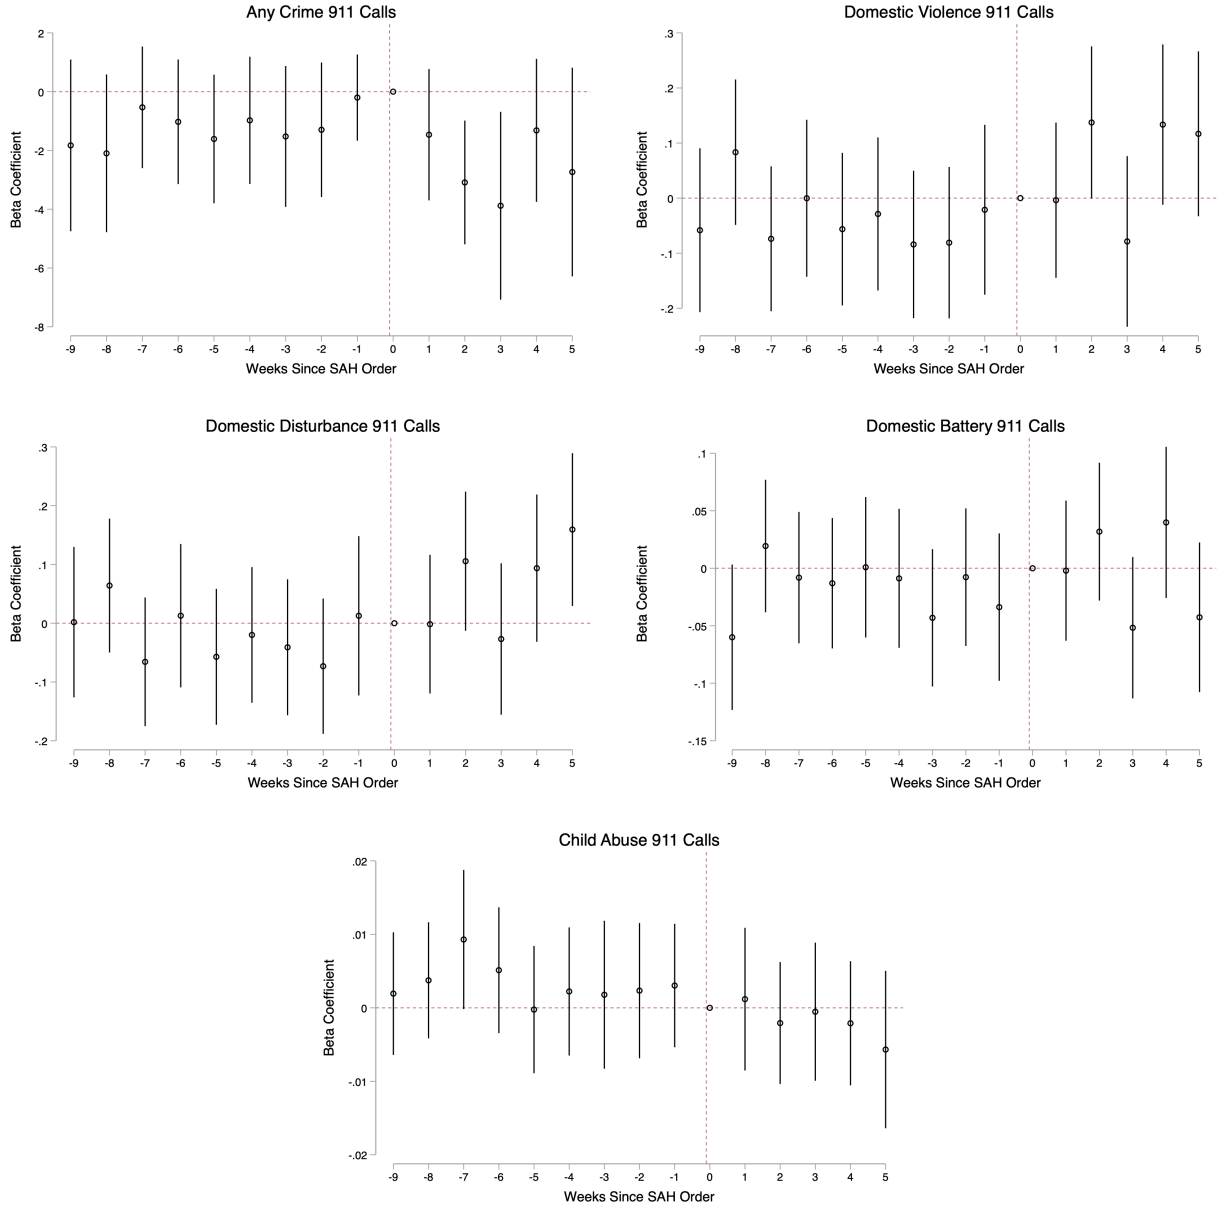 Any Crime 911 Calls
Beta Coefficient
2
0
-2
-4
-6
-8
-9 -8 -7 -6 -5 -4 -3 -2 -1 0 1 2 3 4 5
Weeks Since SAH Order
Domestic Violence 911 Calls
Beta Coefficient
.3
.2
.1
0
-.1
-.2
-9 -8 -7 -6 -5 -4 -3 -2 -1 0 1 2 3 4 5
Weeks Since SAH Order
Domestic Disturbance 911 Calls
Beta Coefficient
.3
.2
.1
0
-.1
-.2
-9 -8 -7 -6 -5 -4 -3 -2 -1 0 1 2 3 4 5
Weeks Since SAH Order
Domestic Battery 911 Calls
Beta Coefficient
.1
.05
0
-.05
-.1
-.15
-9 -8 -7 -6 -5 -4 -3 -2 -1 0 1 2 3 4 5
Weeks Since SAH Order
Child Abuse 911 Calls
Beta Coefficient
.02
.01
0
-.01
-.02
-9 -8 -7 -6 -5 -4 -3 -2 -1 0 1 2 3 4 5
Weeks Since SAH Order